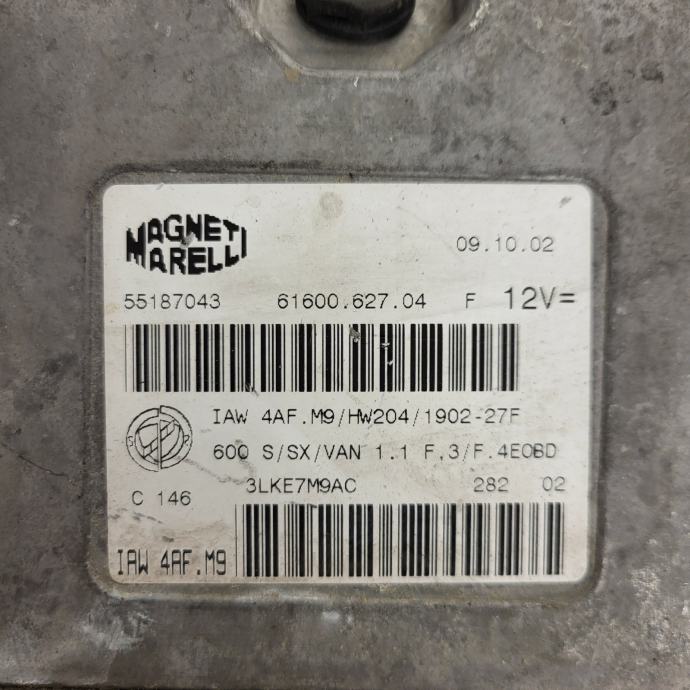 MAGNETI
MARELLI
09.10.02
55187043 61600.627.04 F 12V=
IAW 4AF.M9/HW204/1902-27F
600 S/SX/VAN 1.1 F.3/F.4EOBD
3LKE7M9AC 282 02
C 146
IAW 4AF.M9